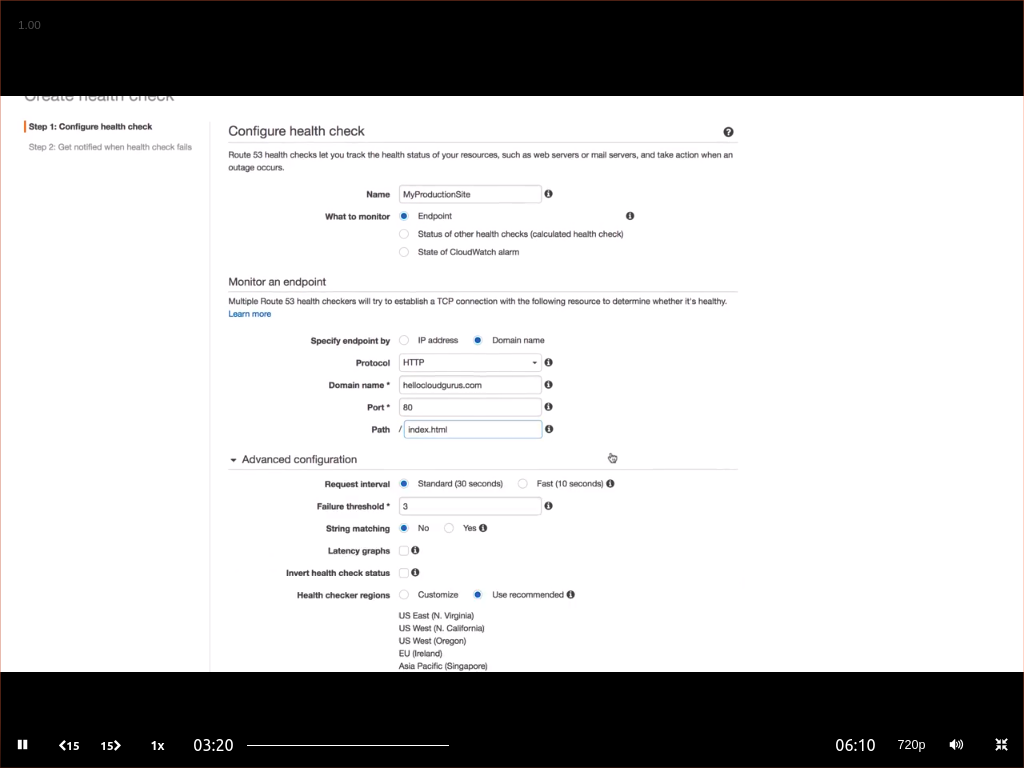 1.00
Create health check
Step 1: Configure health check
Step 2: Get notified when health check fails
Configure health check
Route 53 health checks let you track the health status of your resources, such as web servers or mail servers, and take action when an
outage occurs.
Name MyProductionSite
What to monitor Endpoint
Status of other health checks (calculated health check)
State of CloudWatch alarm
Monitor an endpoint
Multiple Route 53 health checkers will try to establish a TCP connection with the following resource to determine whether it's healthy.
Learn more
Specify endpoint by IP address Domain name
Protocol HTTP
Domain name * hellocloudgurus.com
Port * 80
Path / index.html
Advanced configuration
Request interval Standard (30 seconds) Fast (10 seconds)
Failure threshold * 3
String matching No Yes
Latency graphs
Invert health check status
Health checker regions Customize Use recommended
US East (N. Virginia)
US West (N. California)
US West (Oregon)
EU (Ireland)
Asia Pacific (Singapore)
15 15 1x 03:20 06:10 720p